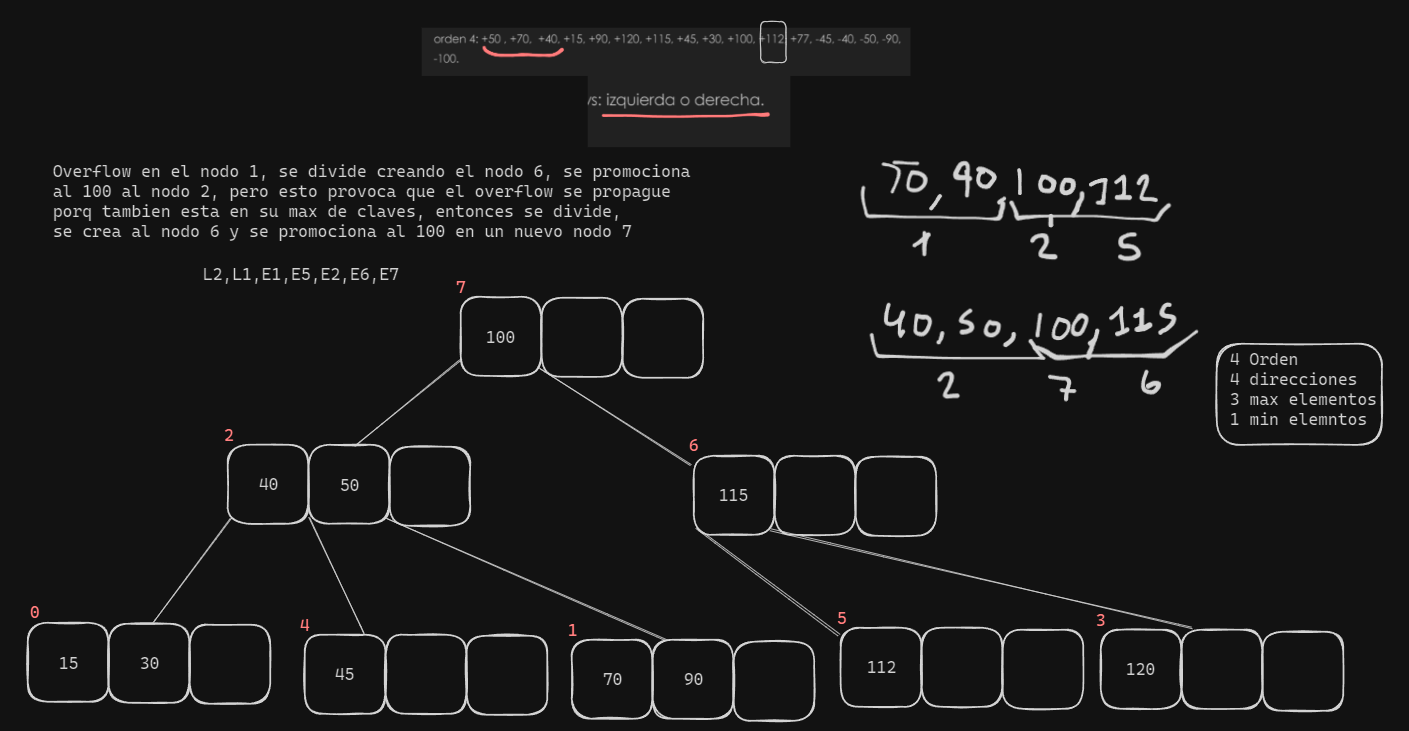 orden 4: +50 , +70, +40, +15, +90, +120, +115, +45, +30, +100, +112, +77, -45, -40, -50, -90,
-100.
izquierda o derecha.
Overflow en el nodo 1, se divide creando el nodo 6, se promociona
al 100 al nodo 2, pero esto provoca que el overflow se propague
porq tambien esta en su max de claves, entonces se divide,
se crea al nodo 6 y se promociona al 100 en un nuevo nodo 7
L2,L1,E1,E5,E2,E6,E7
70, 90, 100, 112
1 2 5
40, 50, 100, 115
2 7 6
4 Orden
4 direcciones
3 max elementos
1 min elemntos
7
100
2
40 50
6
115
0
15 30
4
45
1
70 90
5
112
3
120